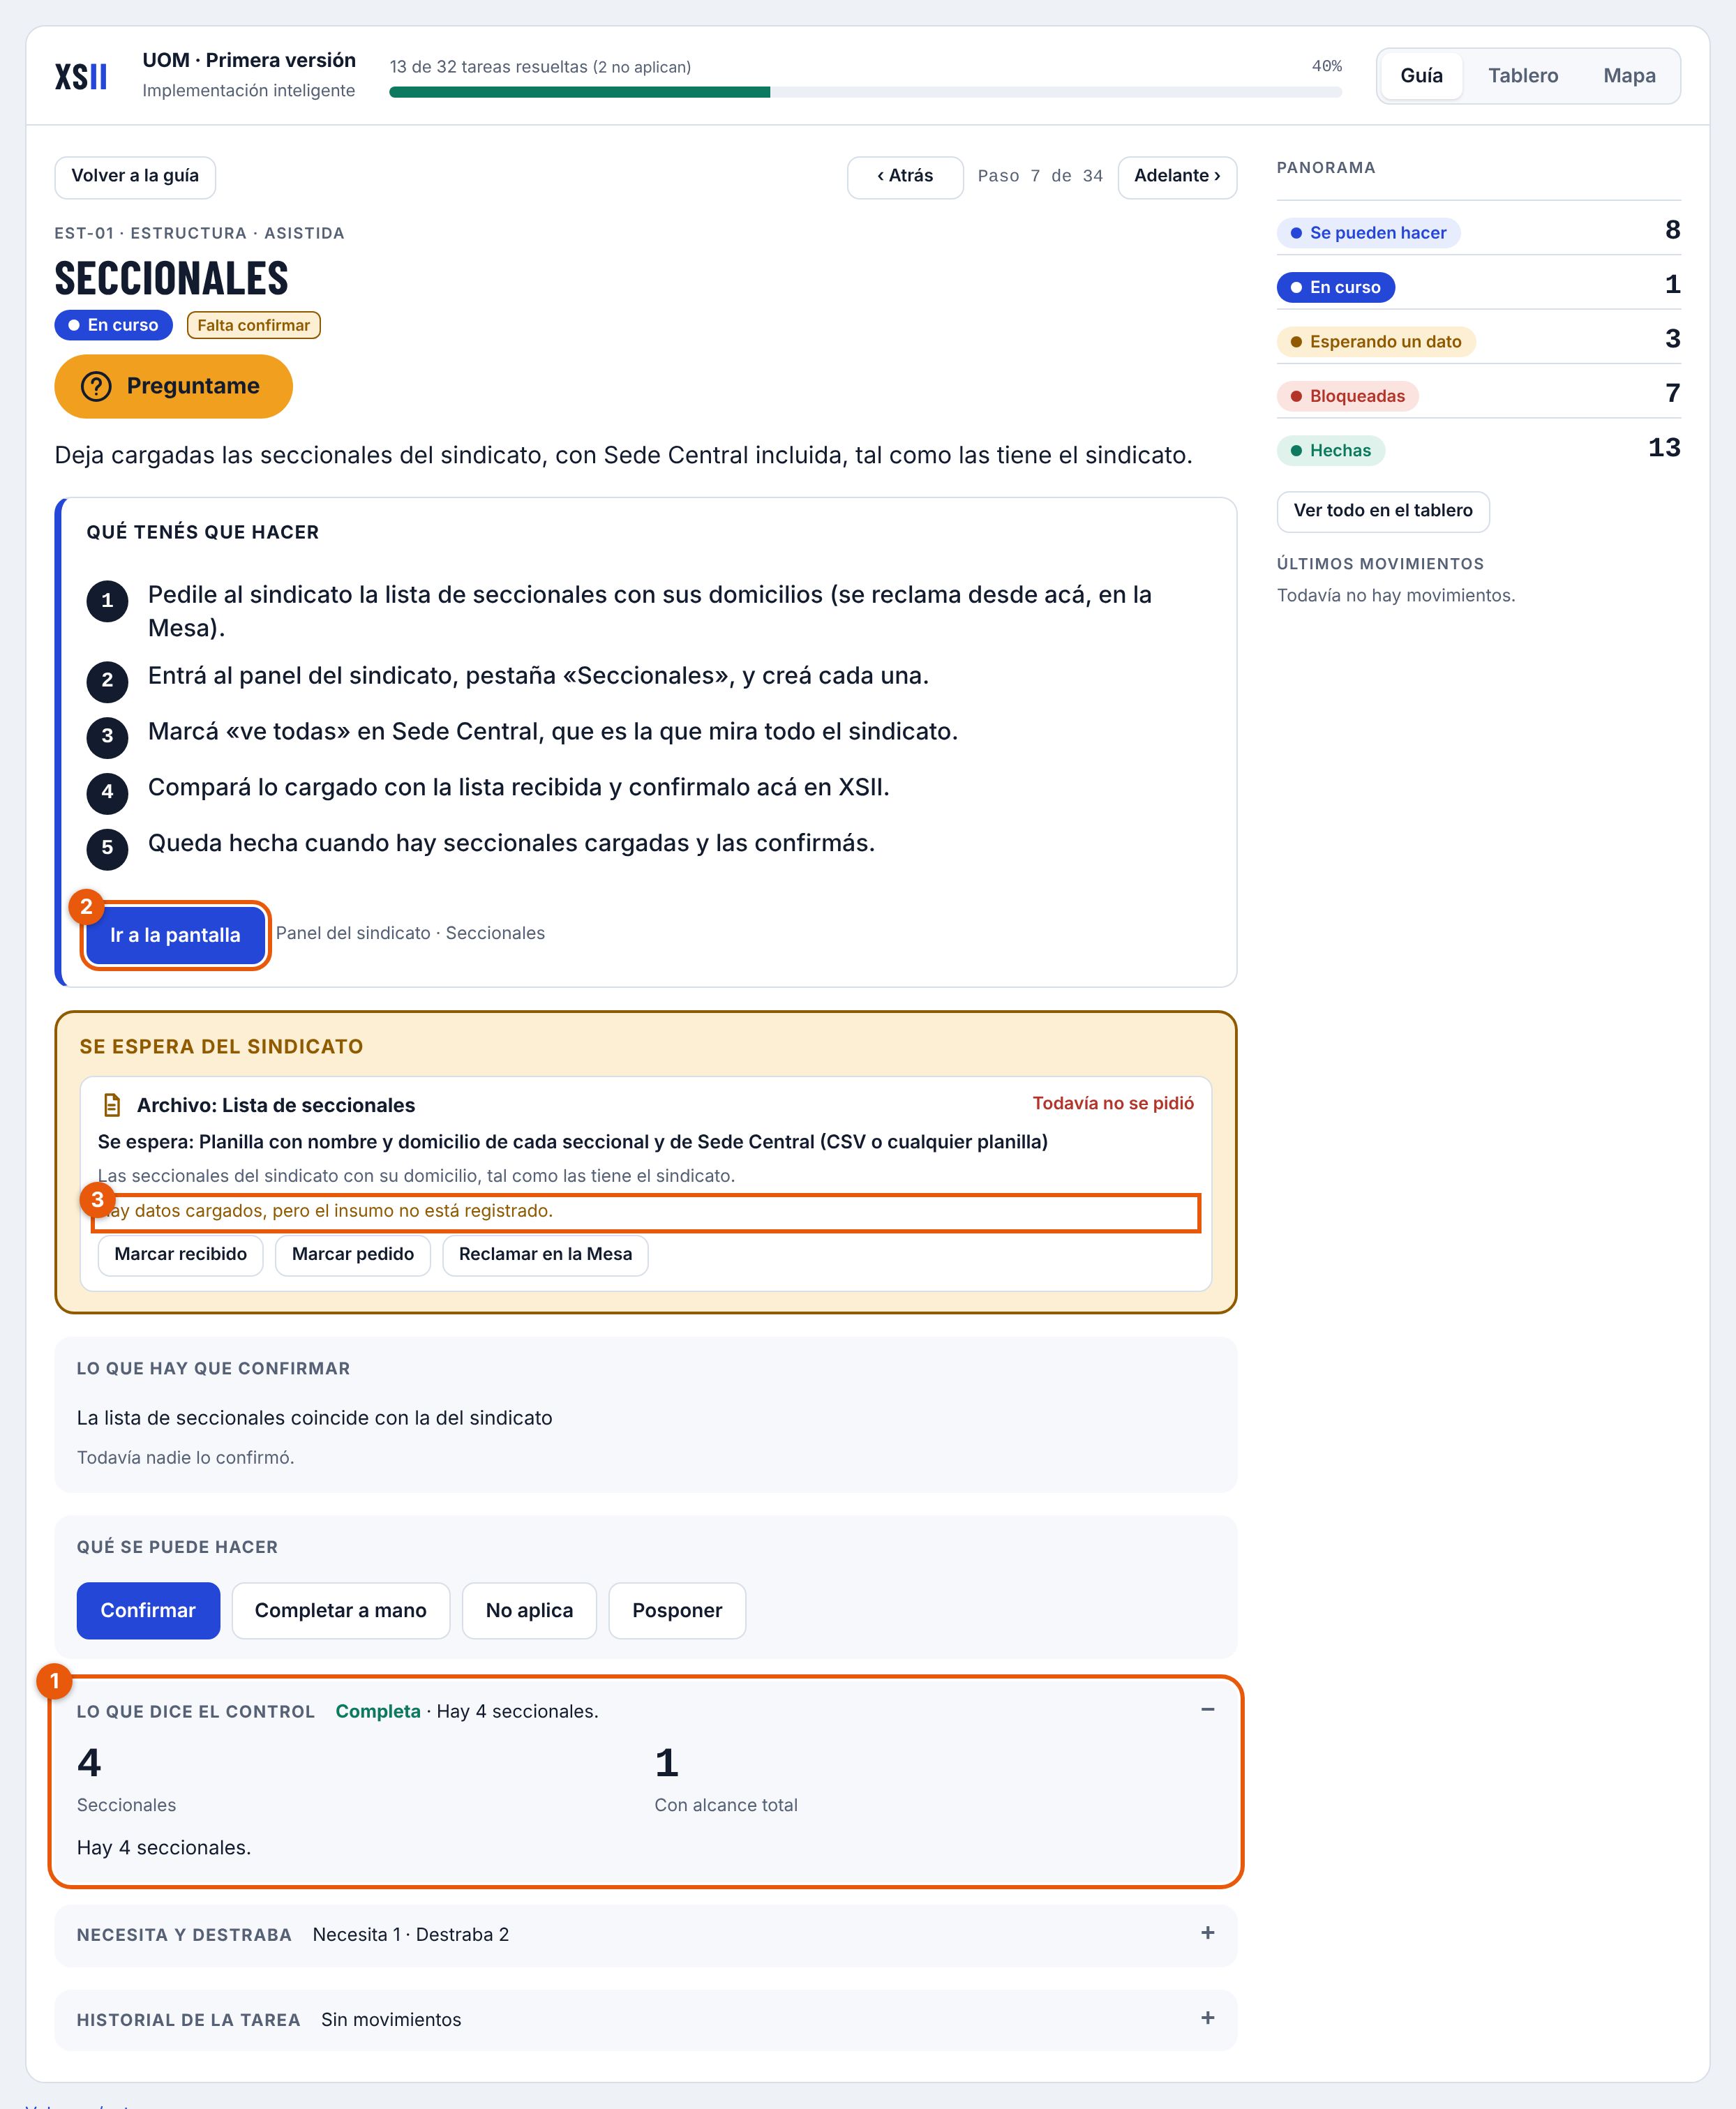 XSII
UOM · Primera versión
Implementación inteligente
13 de 32 tareas resueltas (2 no aplican)
40%
Guía
Tablero
Mapa
Volver a la guía
‹ Atrás
Paso 7 de 34
Adelante ›
EST-01 · ESTRUCTURA · ASISTIDA
SECCIONALES
En curso
Falta confirmar
Preguntame
Deja cargadas las seccionales del sindicato, con Sede Central incluida, tal como las tiene el sindicato.
QUÉ TENÉS QUE HACER
1
Pedile al sindicato la lista de seccionales con sus domicilios (se reclama desde acá, en la
Mesa).
2
Entrá al panel del sindicato, pestaña «Seccionales», y creá cada una.
3
Marcá «ve todas» en Sede Central, que es la que mira todo el sindicato.
4
Compará lo cargado con la lista recibida y confirmalo acá en XSII.
5
Queda hecha cuando hay seccionales cargadas y las confirmás.
2
Ir a la pantalla
Panel del sindicato · Seccionales
SE ESPERA DEL SINDICATO
Archivo: Lista de seccionales
Todavía no se pidió
Se espera: Planilla con nombre y domicilio de cada seccional y de Sede Central (CSV o cualquier planilla)
Las seccionales del sindicato con su domicilio, tal como las tiene el sindicato.
3
Hay datos cargados, pero el insumo no está registrado.
Marcar recibido
Marcar pedido
Reclamar en la Mesa
LO QUE HAY QUE CONFIRMAR
La lista de seccionales coincide con la del sindicato
Todavía nadie lo confirmó.
QUÉ SE PUEDE HACER
Confirmar
Completar a mano
No aplica
Posponer
1
LO QUE DICE EL CONTROL
Completa · Hay 4 seccionales.
−
4
Seccionales
1
Con alcance total
Hay 4 seccionales.
NECESITA Y DESTRABA
Necesita 1 · Destraba 2
+
HISTORIAL DE LA TAREA
Sin movimientos
+
PANORAMA
Se pueden hacer
8
En curso
1
Esperando un dato
3
Bloqueadas
7
Hechas
13
Ver todo en el tablero
ÚLTIMOS MOVIMIENTOS
Todavía no hay movimientos.